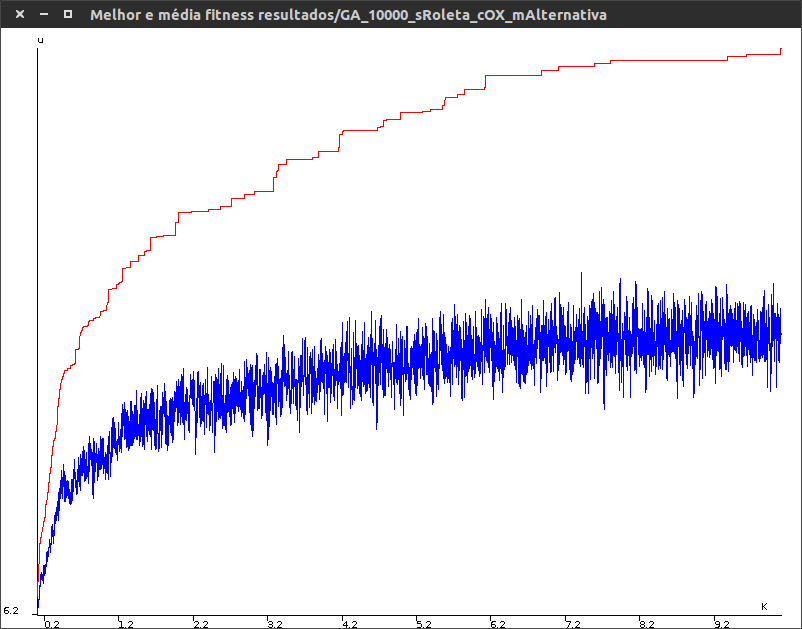 Melhor e média fitness resultados/GA_10000_sRoleta_cOX_mAlternativa
u
6.2
K
0.2 1.2 2.2 3.2 4.2 5.2 6.2 7.2 8.2 9.2